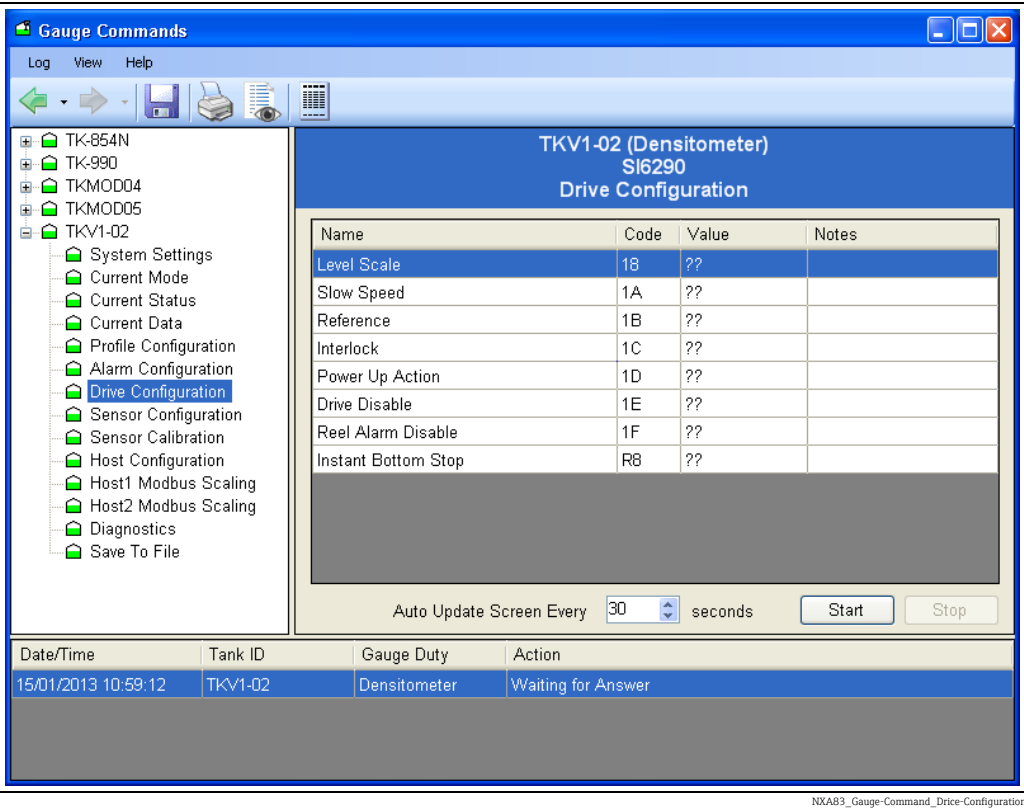 Gauge Commands
Log View Help
TK-854N
TK-990
TKMOD04
TKMOD05
TKV1-02
System Settings
Current Mode
Current Status
Current Data
Profile Configuration
Alarm Configuration
Drive Configuration
Sensor Configuration
Sensor Calibration
Host Configuration
Host1 Modbus Scaling
Host2 Modbus Scaling
Diagnostics
Save To File
TKV1-02 (Densitometer)
SI6290
Drive Configuration
Name Code Value Notes
Level Scale 18 ??
Slow Speed 1A ??
Reference 1B ??
Interlock 1C ??
Power Up Action 1D ??
Drive Disable 1E ??
Reel Alarm Disable 1F ??
Instant Bottom Stop R8 ??
Auto Update Screen Every 30 seconds Start Stop
Date/Time Tank ID Gauge Duty Action
15/01/2013 10:59:12 TKV1-02 Densitometer Waiting for Answer
NXA83_Gauge-Command_Drice-Configuration